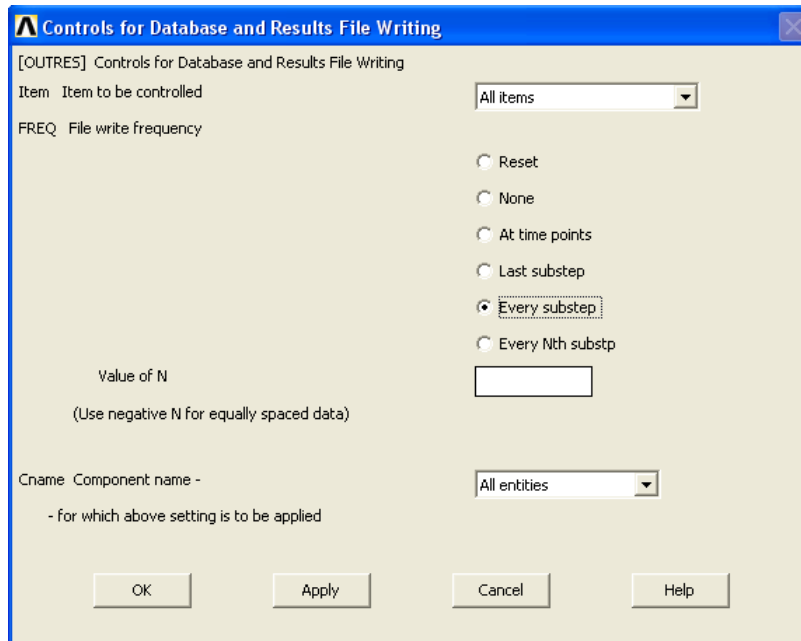 Controls for Database and Results File Writing
[OUTRES] Controls for Database and Results File Writing
Item Item to be controlled
All items
FREQ File write frequency
Reset
None
At time points
Last substep
Every substep
Every Nth substp
Value of N
(Use negative N for equally spaced data)
Cname Component name -
All entities
- for which above setting is to be applied
OK Apply Cancel Help